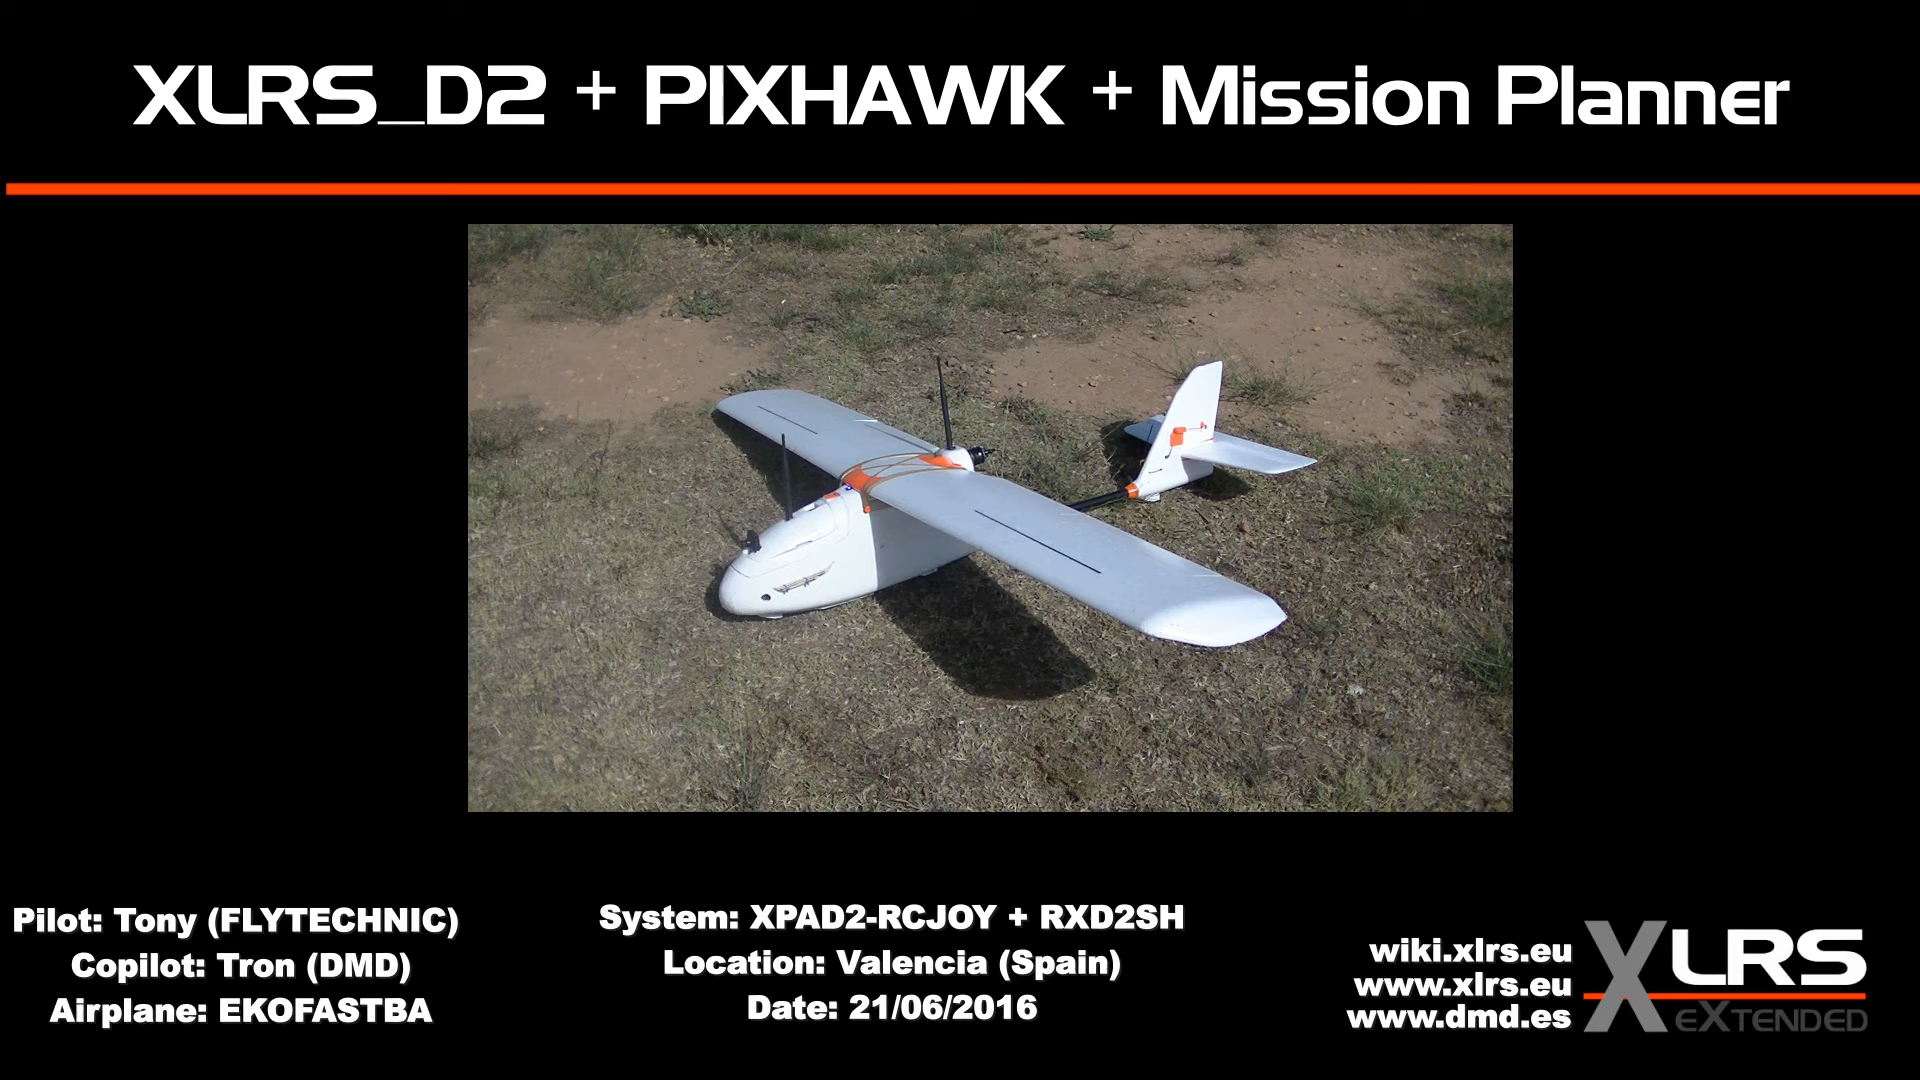 XLRS_D2 + PIXHAWK + Mission Planner
Pilot: Tony (FLYTECHNIC)
Copilot: Tron (DMD)
Airplane: EKOFASTBA
System: XPAD2-RCJOY + RXD2SH
Location: Valencia (Spain)
Date: 21/06/2016
wiki.xlrs.eu
www.xlrs.eu
www.dmd.es
XLRS
eXTENDED